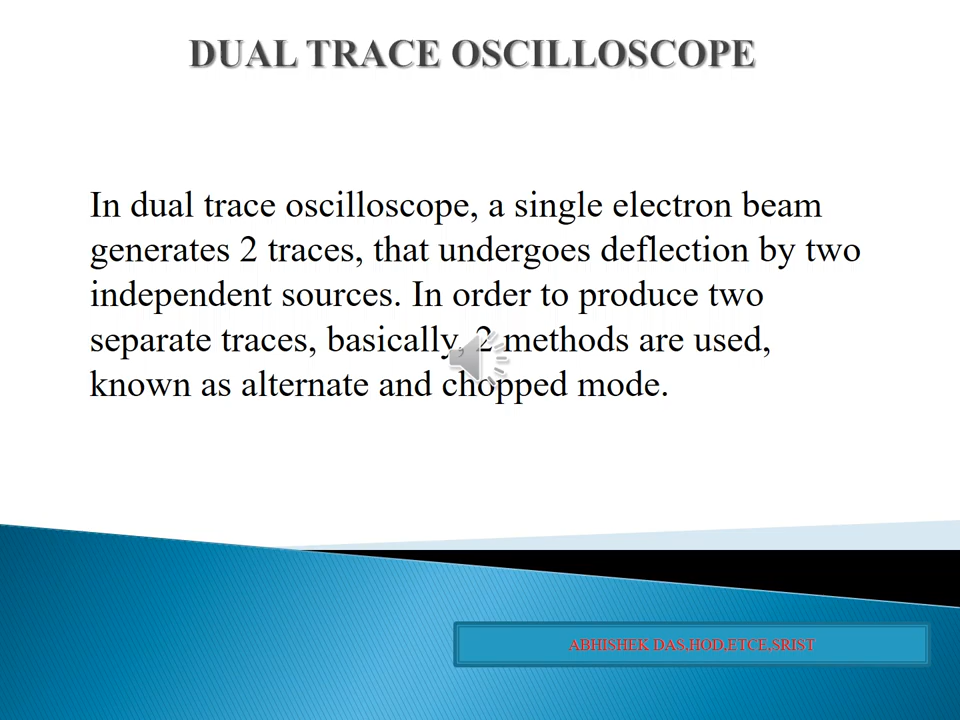 DUAL TRACE OSCILLOSCOPE
In dual trace oscilloscope, a single electron beam
generates 2 traces, that undergoes deflection by two
independent sources. In order to produce two
separate traces, basically, 2 methods are used,
known as alternate and chopped mode.
ABHISHEK DAS,HOD,ETCE,SRIST